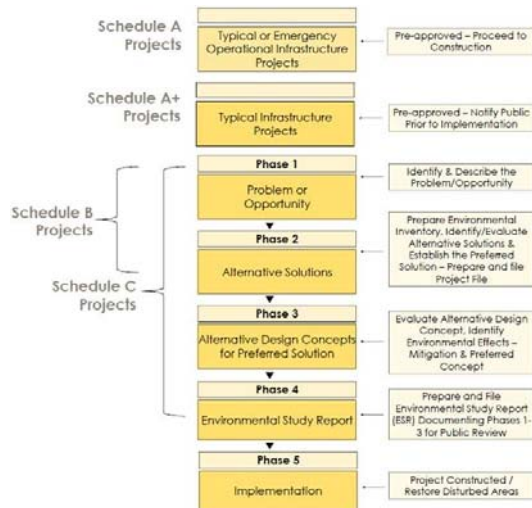 Schedule A
Projects
Typical or Emergency
Operational Infrastructure
Projects
Pre-approved – Proceed to
Construction
Schedule A+
Projects
Typical Infrastructure
Projects
Pre-approved – Notify Public
Prior to Implementation
Phase 1
Problem or
Opportunity
Identify & Describe the
Problem/Opportunity
Schedule B
Projects
Phase 2
Alternative Solutions
Prepare Environmental
Inventory, Identify/Evaluate
Alternative Solutions &
Establish the Preferred
Solution – Prepare and file
Project File
Schedule C
Projects
Phase 3
Alternative Design Concepts
for Preferred Solution
Evaluate Alternative Design
Concept, Identify
Environmental Effects –
Mitigation & Preferred
Concept
Phase 4
Environmental Study Report
Prepare and File
Environmental Study Report
(ESR) Documenting Phases 1-
3 for Public Review
Phase 5
Implementation
Project Constructed /
Restore Disturbed Areas